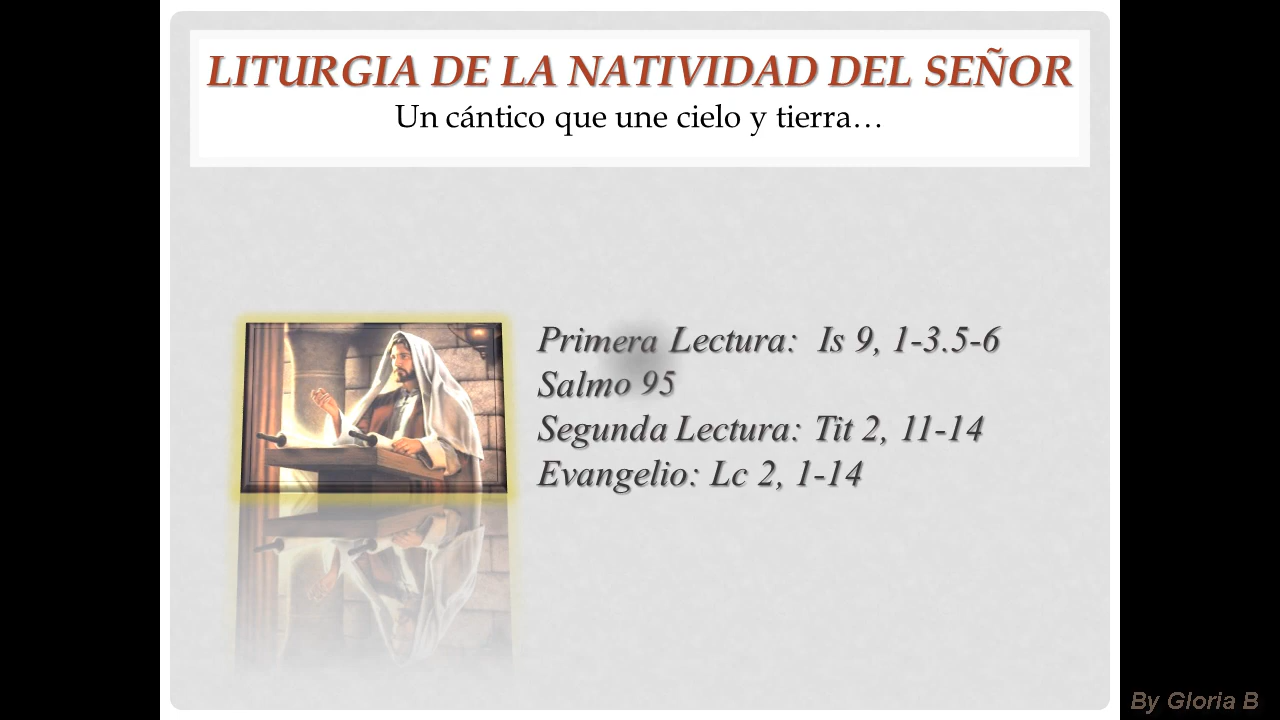 LITURGIA DE LA NATIVIDAD DEL SEÑOR
Un cántico que une cielo y tierra…
Primera Lectura: Is 9, 1-3.5-6
Salmo 95
Segunda Lectura: Tit 2, 11-14
Evangelio: Lc 2, 1-14
By Gloria B